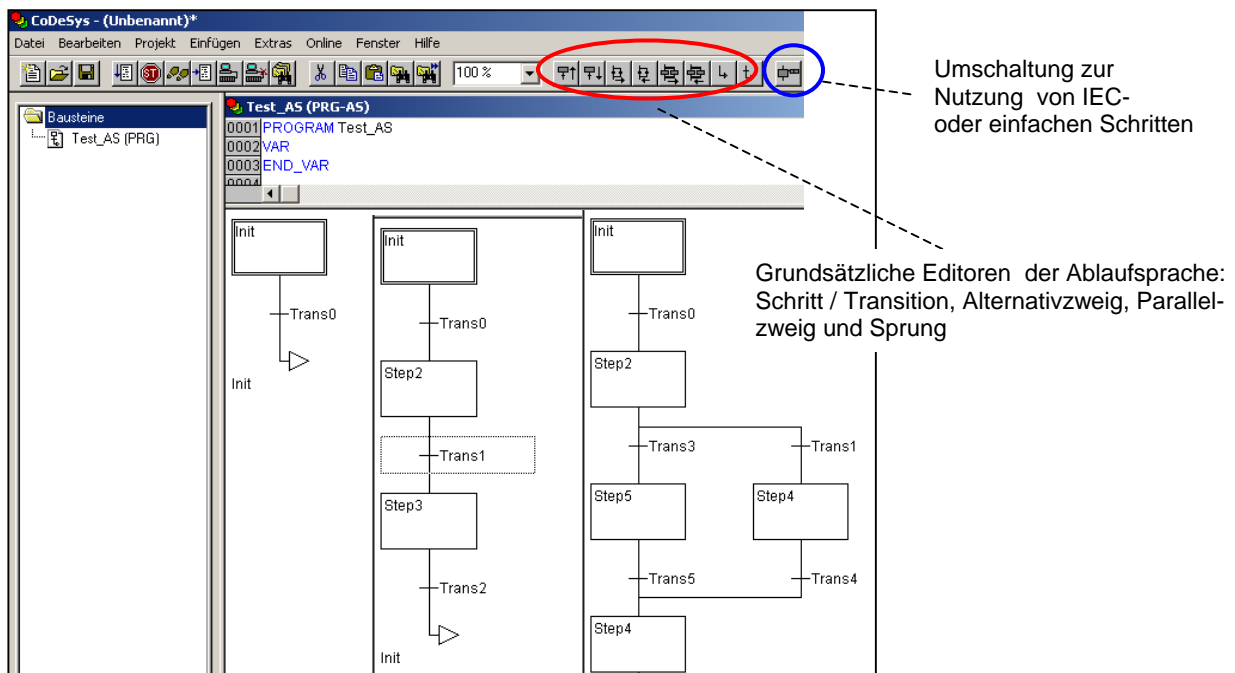 CoDeSys - (Unbenannt)*
Datei Bearbeiten Projekt Einfügen Extras Online Fenster Hilfe
100 %
Bausteine
Test_AS (PRG)
Test_AS (PRG-AS)
0001 PROGRAM Test_AS
0002 VAR
0003 END_VAR
0004
Umschaltung zur
Nutzung von IEC-
oder einfachen Schritten
Grundsätzliche Editoren der Ablaufsprache:
Schritt / Transition, Alternativzweig, Parallel-
zweig und Sprung
Init
Trans0
Init
Init
Trans0
Step2
Trans1
Step3
Trans2
Init
Init
Trans0
Step2
Trans3
Trans1
Step5
Step4
Trans5
Trans4
Step4